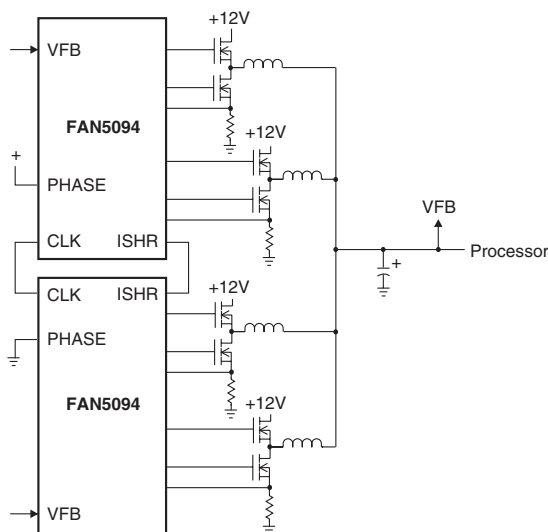 +12V
VFB
FAN5094
+12V
+
PHASE
VFB
CLK
ISHR
Processor
+
CLK
ISHR
+12V
PHASE
FAN5094
+12V
VFB